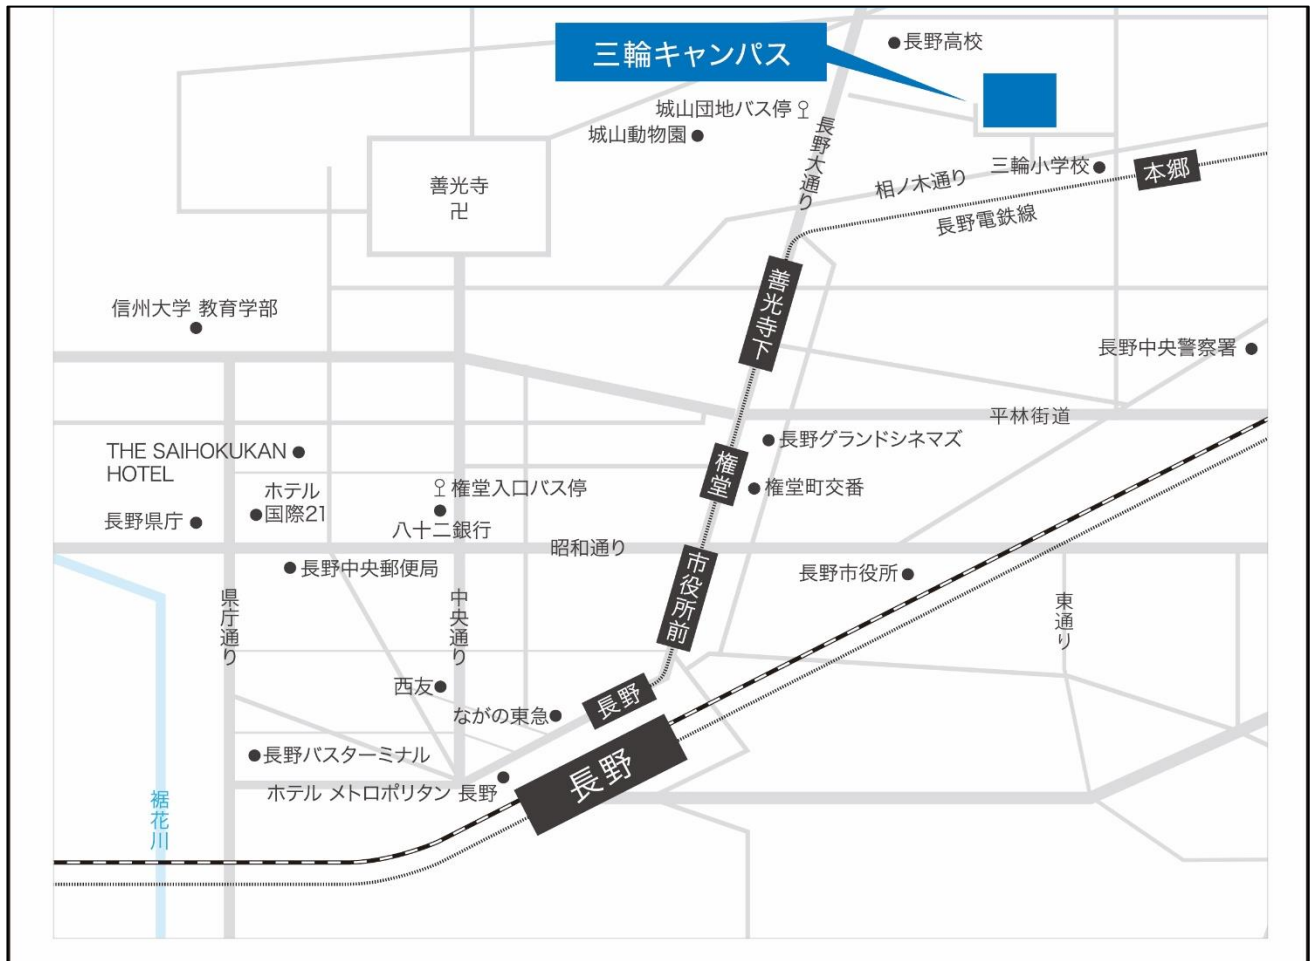 三輪キャンパス
長野高校
城山団地バス停
城山動物園
長野大通り
善光寺
卍
相ノ木通り
三輪小学校
本郷
長野電鉄線
善光寺下
信州大学 教育学部
長野中央警察署
平林街道
長野グランドシネマズ
THE SAIHOKUKAN
HOTEL
権堂
ホテル
国際21
権堂入口バス停
権堂町交番
長野県庁
八十二銀行
昭和通り
長野中央郵便局
市役所前
長野市役所
県庁通り
中央通り
東通り
西友
長野
ながの東急
長野バスターミナル
長野
ホテル メトロポリタン 長野
裾花川